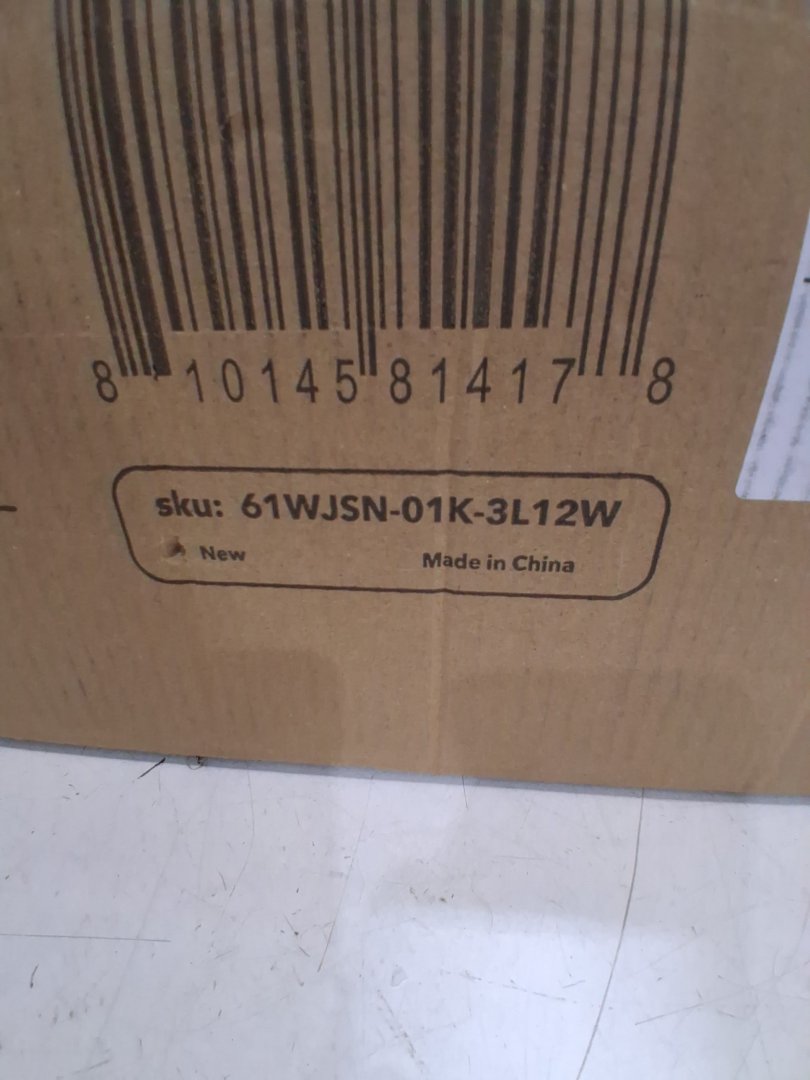 8 10145 81417 8
sku: 61WJSN-01K-3L12W
New Made in China